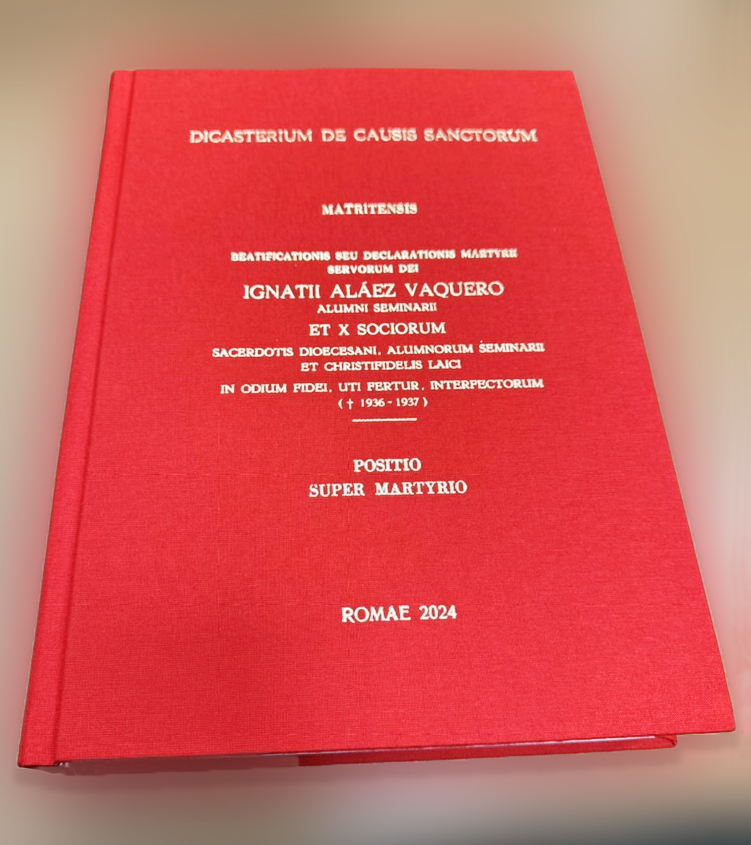 DICASTERIUM DE CAUSIS SANCTORUM
MATRITENSIS
BEATIFICATIONIS SEU DECLARATIONIS MARTYRII
SERVORUM DEI
IGNATII ALÁEZ VAQUERO
ALUMNI SEMINARII
ET X SOCIORUM
SACERDOTIS DIOECESANI, ALUMNORUM SEMINARII
ET CHRISTIFIDELIS LAICI
IN ODIUM FIDEI, UTI FERTUR, INTERFECTORUM
( † 1936 - 1937 )
POSITIO
SUPER MARTYRIO
ROMAE 2024